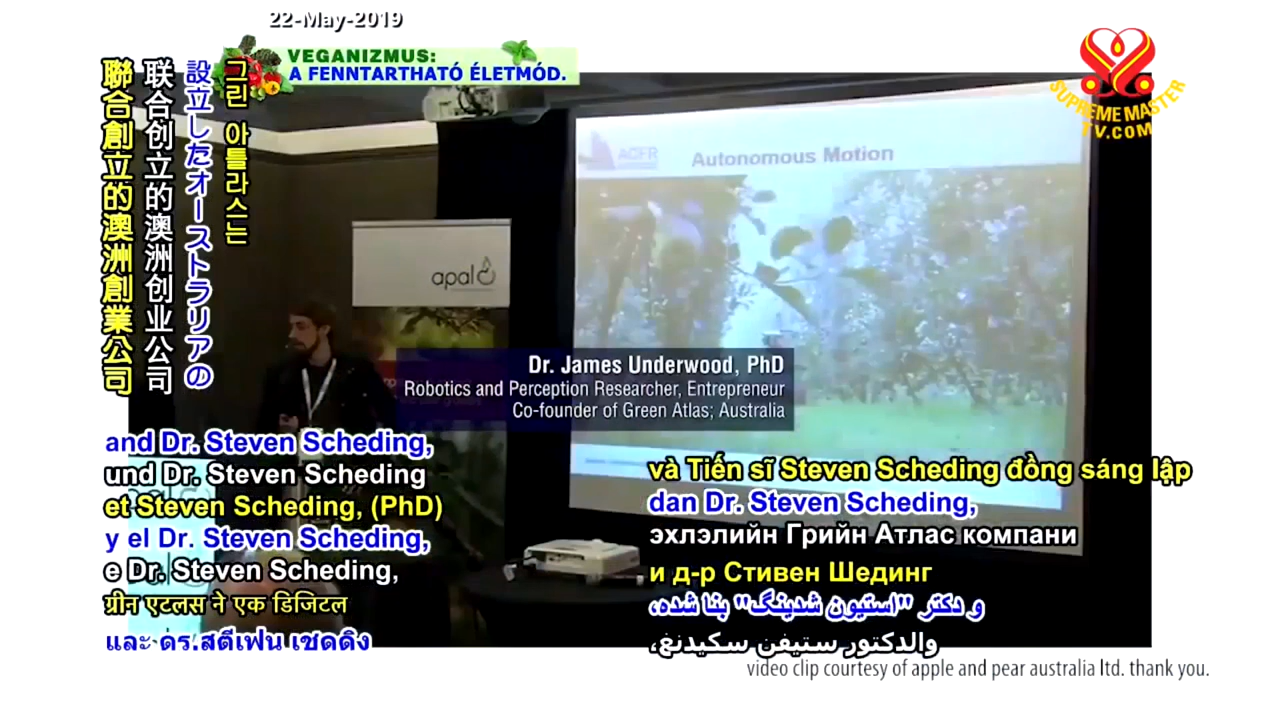 22-May-2019
VEGANIZMUS:
A FENNTARTHATÓ ÉLETMÓD.
SUPREME MASTER
TV.COM
聯合創立的澳洲創業公司
联合创立的澳洲创业公司
設立したオーストラリアの
그린 아틀라스는
ACFR
Autonomous Motion
apal
Dr. James Underwood, PhD
Robotics and Perception Researcher, Entrepreneur
Co-founder of Green Atlas; Australia
and Dr. Steven Scheding,
und Dr. Steven Scheding
et Steven Scheding, (PhD)
y el Dr. Steven Scheding,
e Dr. Steven Scheding,
ग्रीन एटलस ने एक डिजिटल
และ ดร.สตีเฟน เชดดิง
và Tiến sĩ Steven Scheding đồng sáng lập
dan Dr. Steven Scheding,
эхлэлийн Грийн Атлас компани
и д-р Стивен Шединг
و دکتر "استیون شدینگ" بنا شده،
والدكتور ستيفن سكيدنغ،
video clip courtesy of apple and pear australia ltd. thank you.